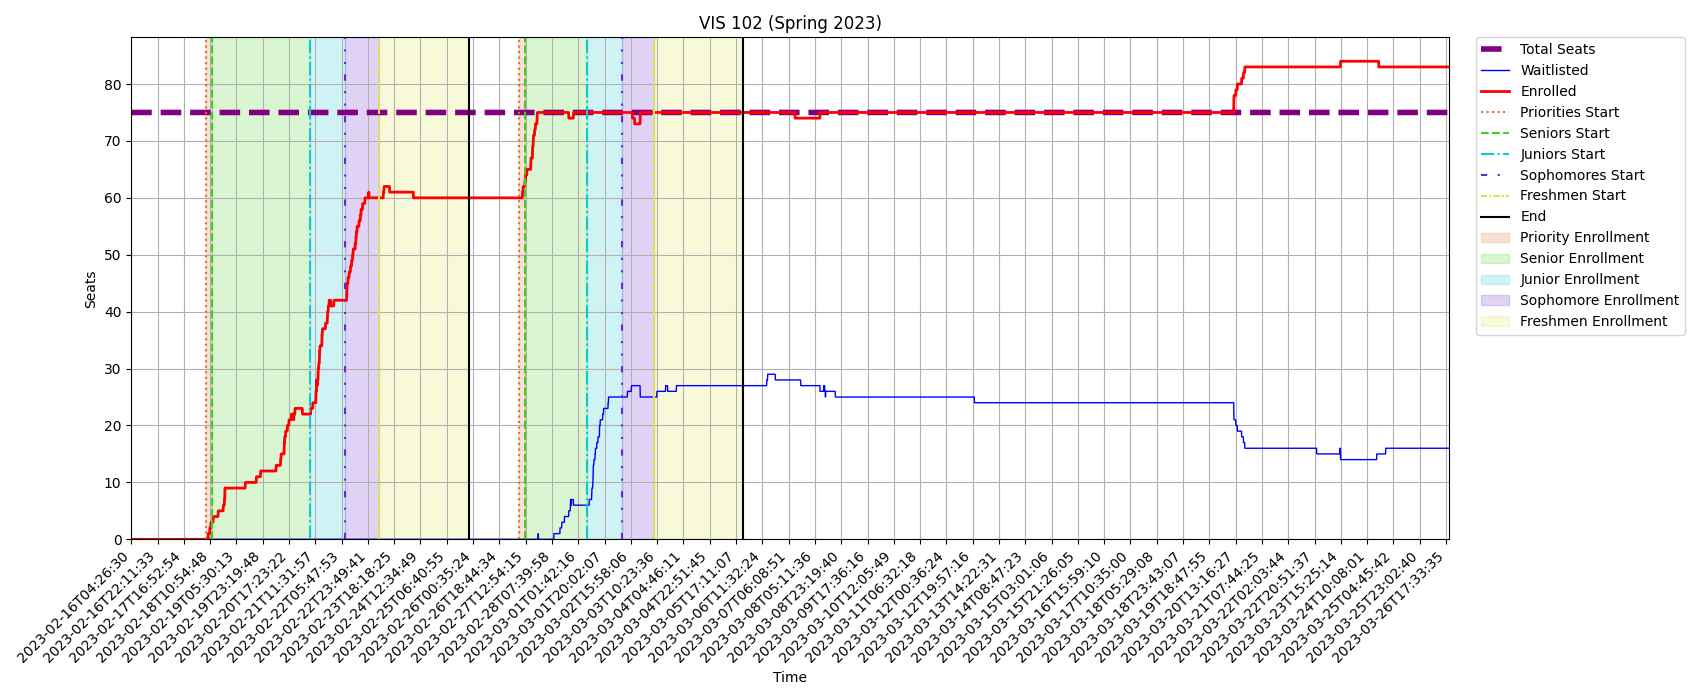 VIS 102 (Spring 2023)
Total Seats
Waitlisted
Enrolled
Priorities Start
Seniors Start
Juniors Start
Sophomores Start
Freshmen Start
End
Priority Enrollment
Senior Enrollment
Junior Enrollment
Sophomore Enrollment
Freshmen Enrollment
Seats
80
70
60
50
40
30
20
10
0
2023-02-16T04:26:30
2023-02-16T22:11:33
2023-02-17T16:52:54
2023-02-18T10:54:48
2023-02-19T05:30:13
2023-02-19T23:19:48
2023-02-20T17:23:22
2023-02-21T11:31:57
2023-02-22T05:47:53
2023-02-22T23:49:41
2023-02-23T18:18:25
2023-02-24T12:34:49
2023-02-25T06:40:55
2023-02-26T00:35:24
2023-02-26T18:44:34
2023-02-27T12:54:15
2023-02-28T07:39:58
2023-03-01T01:42:16
2023-03-01T20:02:07
2023-03-02T15:58:06
2023-03-03T10:23:36
2023-03-04T04:46:11
2023-03-04T22:51:45
2023-03-05T17:11:07
2023-03-06T11:32:24
2023-03-07T06:08:51
2023-03-08T05:11:36
2023-03-08T23:19:40
2023-03-09T17:36:16
2023-03-10T12:05:49
2023-03-11T06:32:18
2023-03-12T00:36:24
2023-03-12T19:57:16
2023-03-13T14:22:31
2023-03-14T08:47:23
2023-03-15T03:01:06
2023-03-15T21:26:05
2023-03-16T15:59:10
2023-03-17T10:35:00
2023-03-18T05:29:08
2023-03-18T23:43:07
2023-03-19T18:47:55
2023-03-20T13:16:27
2023-03-21T07:44:25
2023-03-22T02:03:44
2023-03-22T20:51:37
2023-03-23T15:25:14
2023-03-24T10:08:01
2023-03-25T04:45:42
2023-03-25T23:02:40
2023-03-26T17:33:35
Time